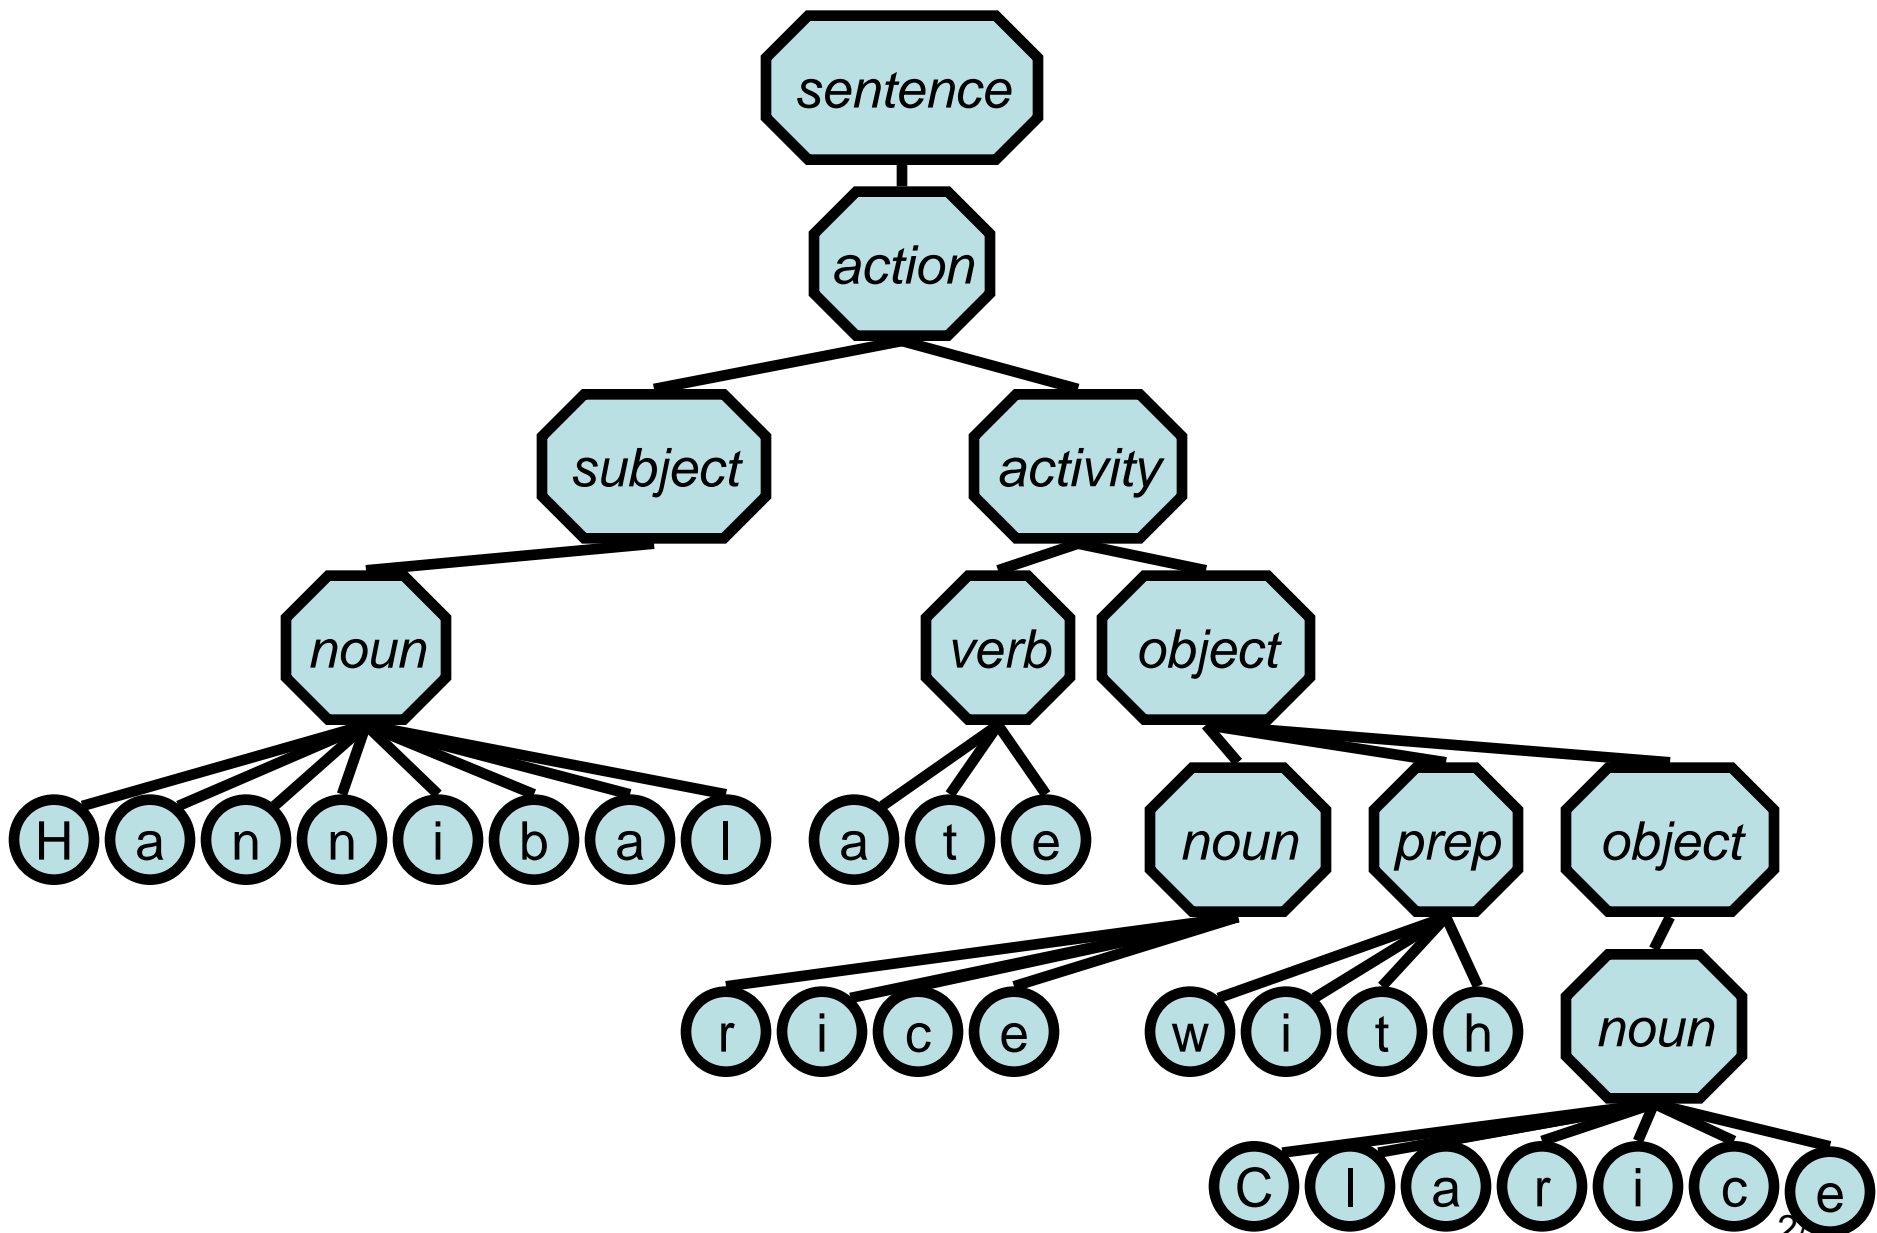 sentence
action
subject activity
noun verb object
H a n n i b a l a t e noun prep object
r i c e w i t h noun
C l a r i c e